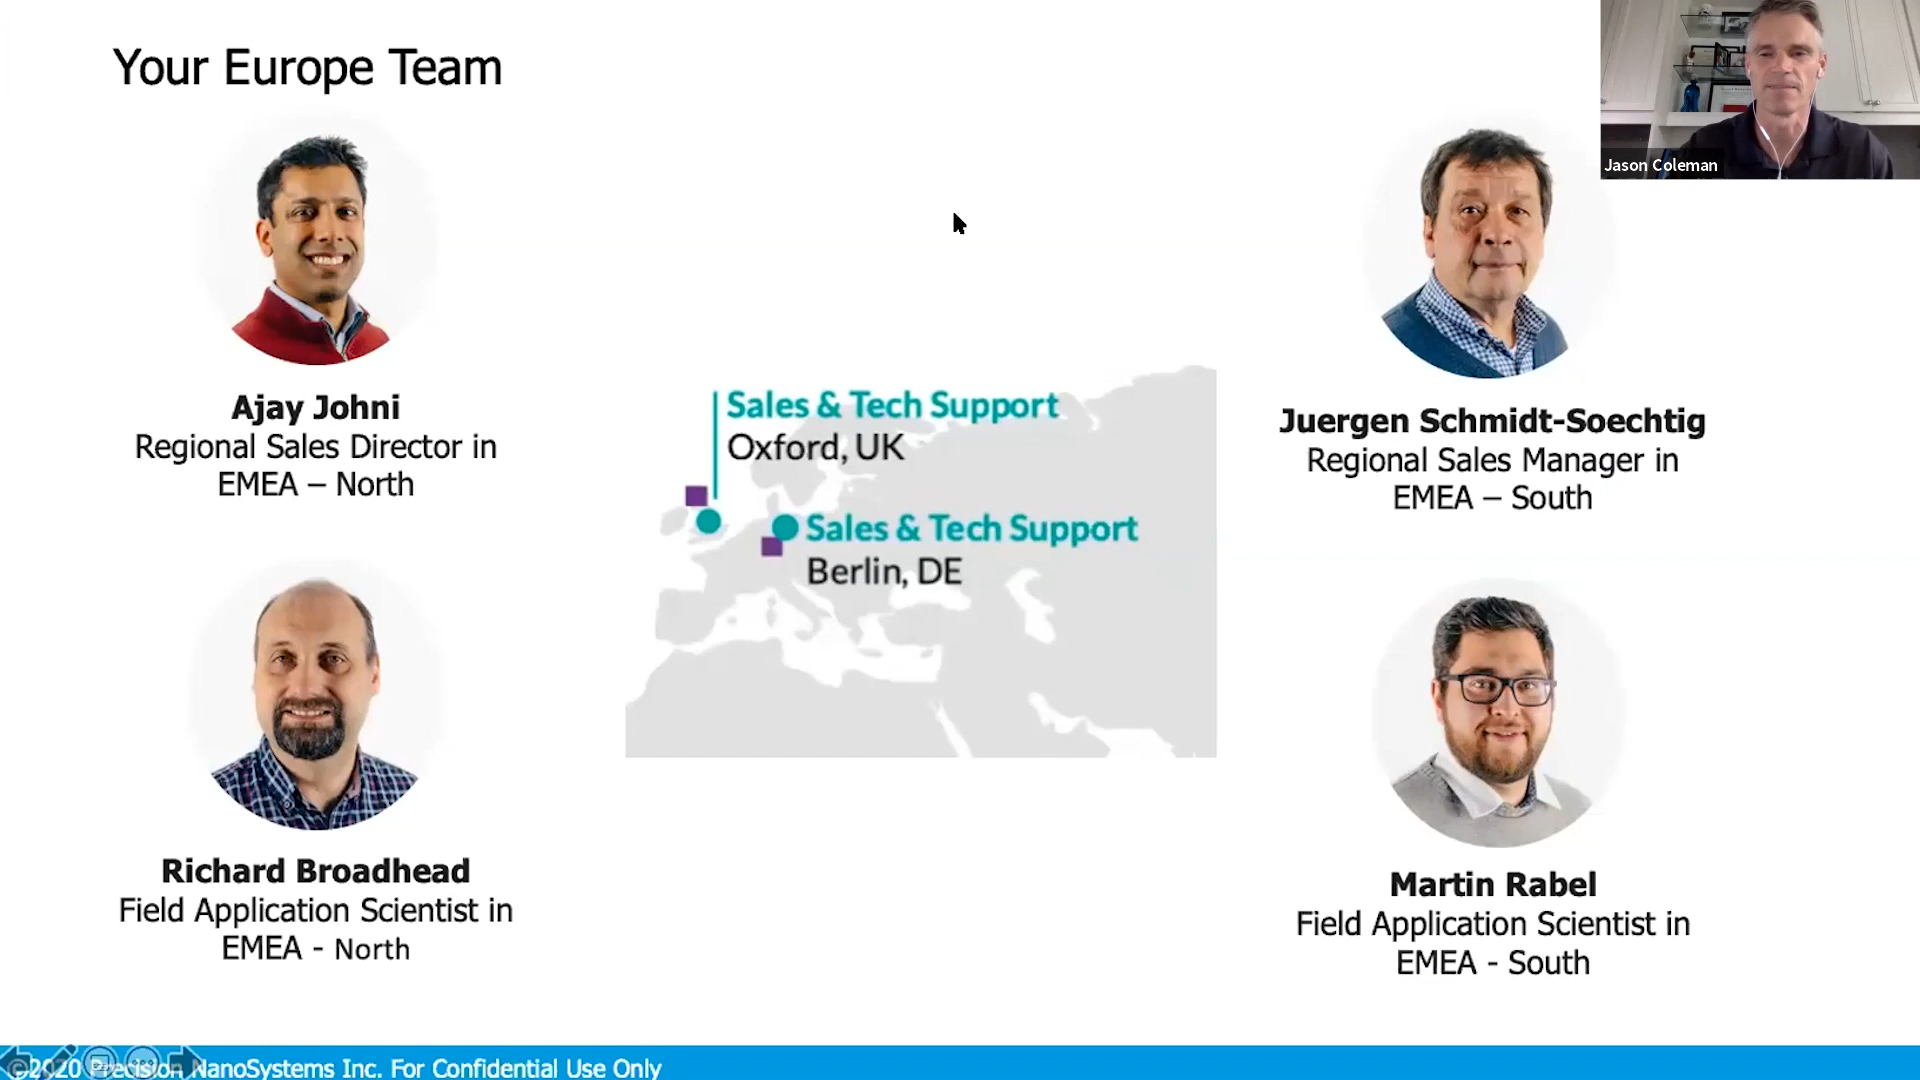 Your Europe Team
Jason Coleman
Ajay Johni
Regional Sales Director in
EMEA – North
Sales & Tech Support
Oxford, UK
Sales & Tech Support
Berlin, DE
Juergen Schmidt-Soechtig
Regional Sales Manager in
EMEA – South
Richard Broadhead
Field Application Scientist in
EMEA - North
Martin Rabel
Field Application Scientist in
EMEA - South
©2020 Precision NanoSystems Inc. For Confidential Use Only